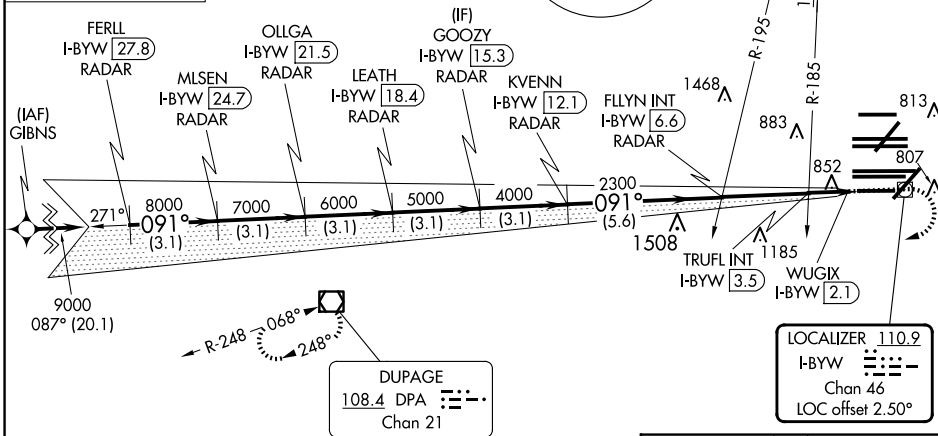 FERLL
I-BYW 27.8
RADAR
MLSEN
I-BYW 24.7
RADAR
OLLGA
I-BYW 21.5
RADAR
LEATH
I-BYW 18.4
RADAR
(IF)
GOOZY
I-BYW 15.3
RADAR
KVENN
I-BYW 12.1
RADAR
FLLYN INT
I-BYW 6.6
RADAR
R-195
R-185
1468
883
813
807
852
(IAF)
GIBNS
271°
8000
091°
(3.1)
7000
(3.1)
6000
(3.1)
5000
(3.1)
4000
(3.1)
2300
091°
(5.6)
1508
1185
TRUFL INT
I-BYW 3.5
WUGIX
I-BYW 2.1
9000
087° (20.1)
R-248
068°
248°
DUPAGE
108.4 DPA
Chan 21
LOCALIZER 110.9
I-BYW
Chan 46
LOC offset 2.50°